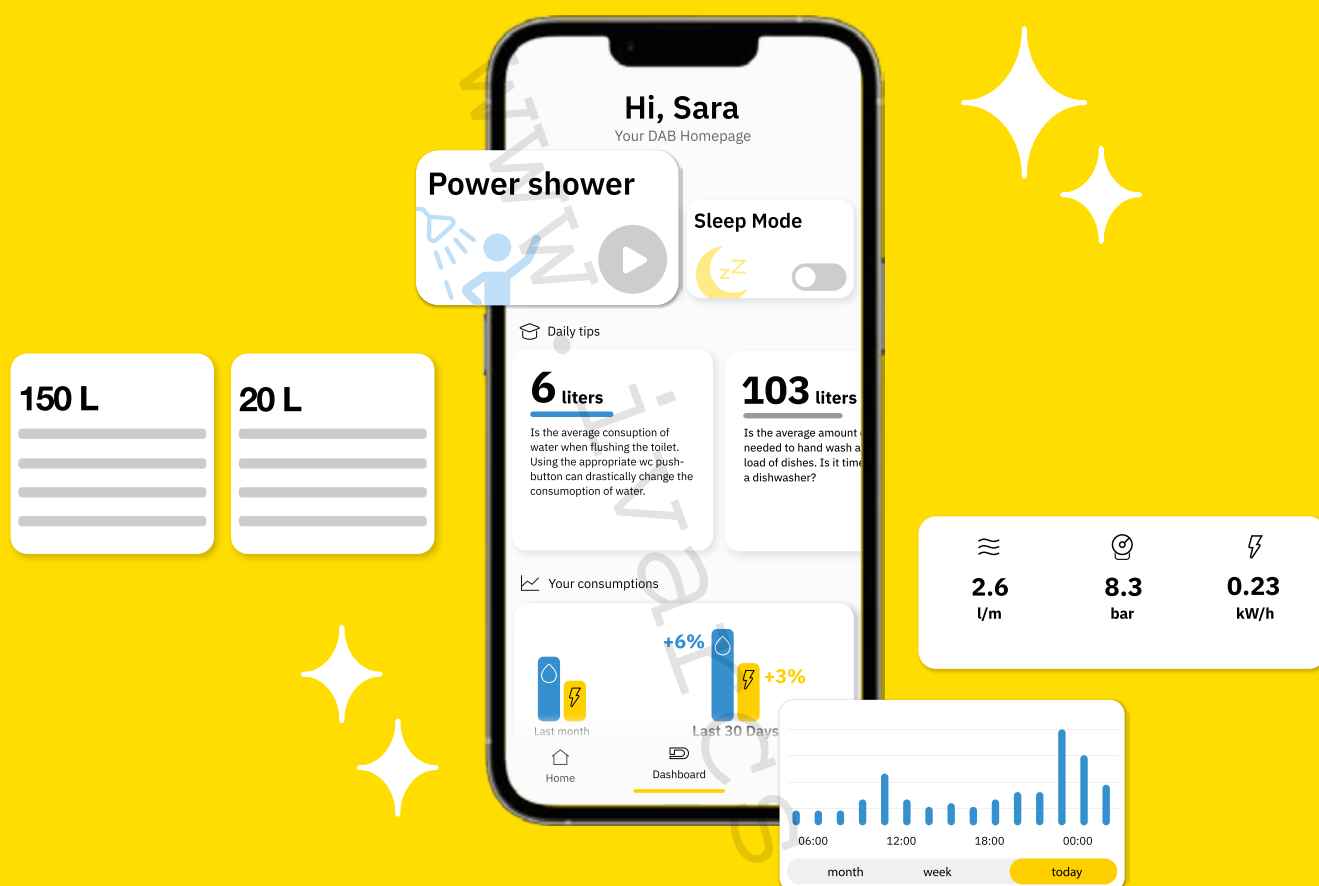 Hi, Sara
Your DAB Homepage
Power shower
Sleep Mode
zZ
Daily tips
150 L
20 L
6 liters
Is the average consuption of
water when flushing the toilet.
Using the appropriate wc push-
button can drastically change the
consumoption of water.
103 liters
Is the average amount
needed to hand wash a
load of dishes. Is it time
a dishwasher?
2.6
l/m
8.3
bar
0.23
kW/h
Your consumptions
+6%
+3%
Last month
Last 30 Days
Home
Dashboard
06:00 12:00 18:00 00:00
month week today
www.ivarcs